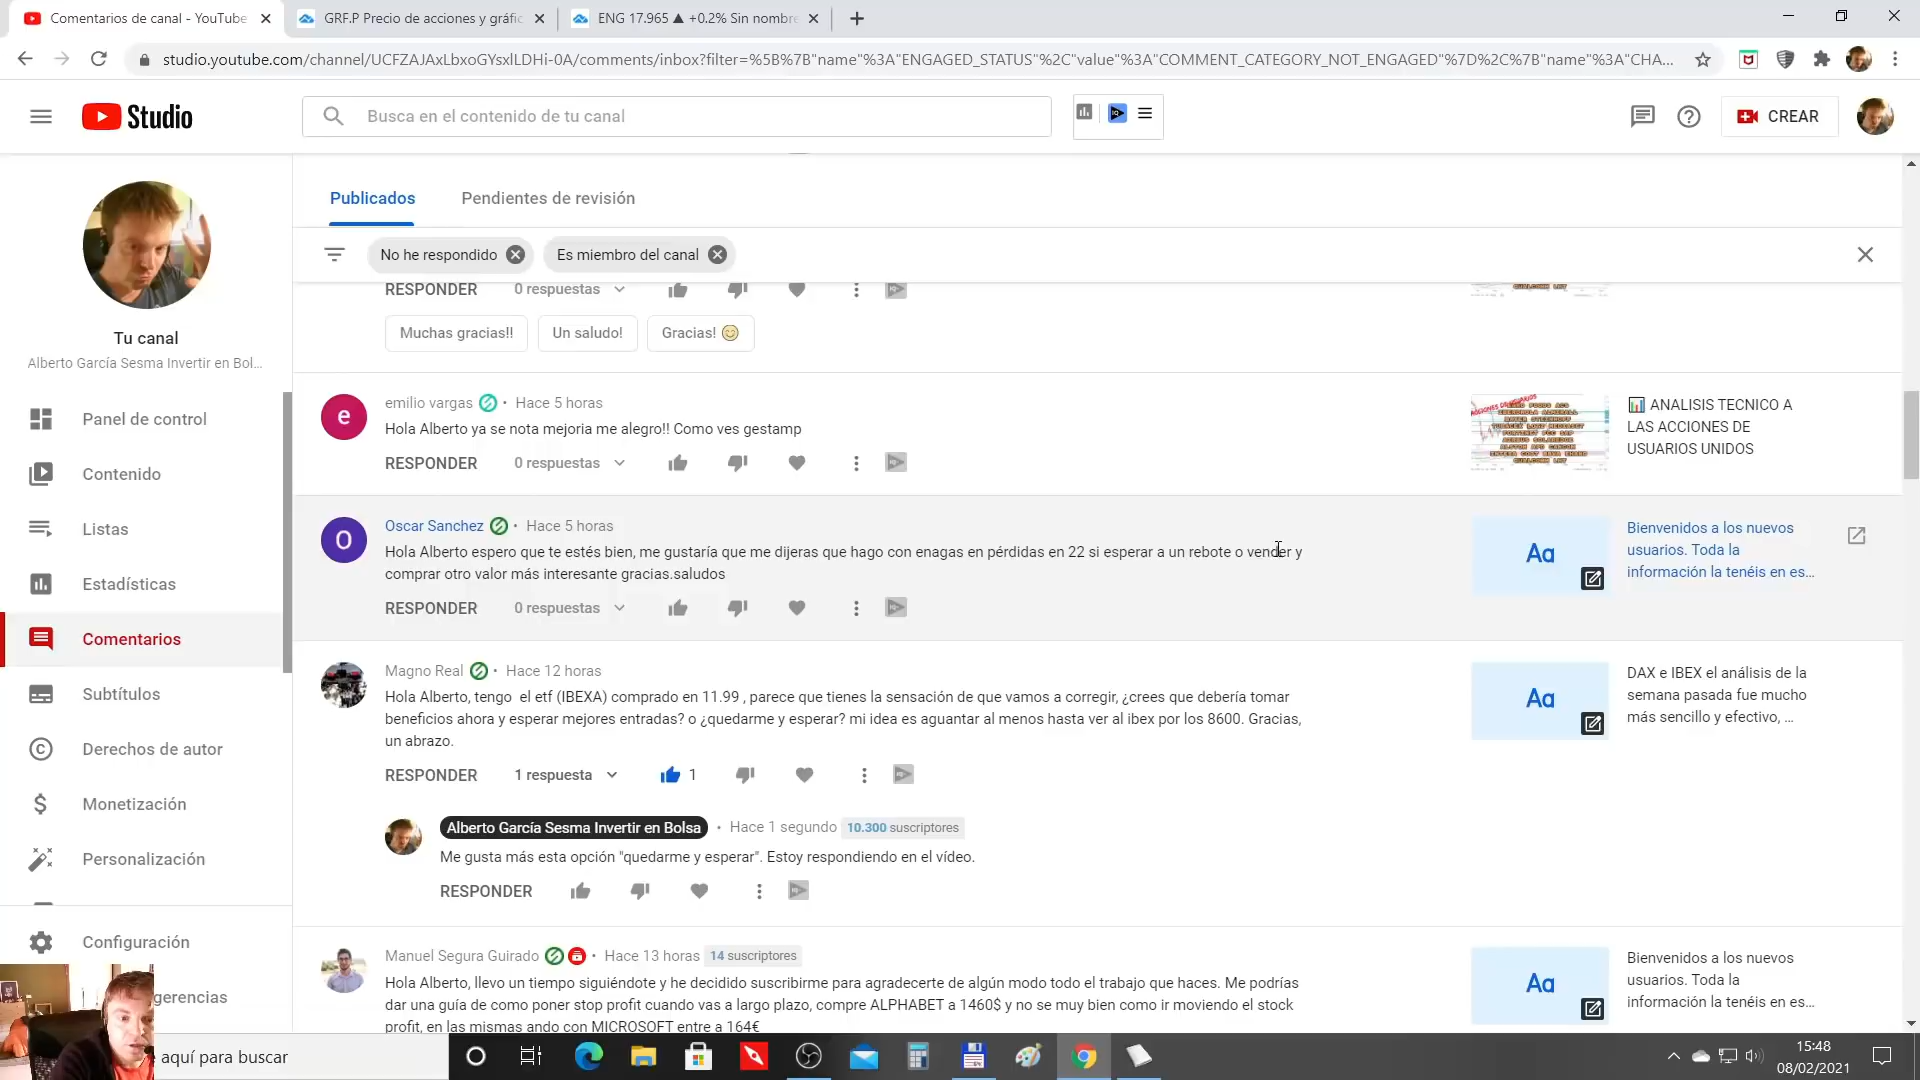 Comentarios de canal - YouTube
GRF.P Precio de acciones y gráfic
ENG 17.965 ▲ +0.2% Sin nombre
studio.youtube.com/channel/UCFZAJAxLbxoGYsxlLDHi-0A/comments/inbox?filter=%5B%7B"name"%3A"ENGAGED_STATUS"%2C"value"%3A"COMMENT_CATEGORY_NOT_ENGAGED"%7D%2C%7B"name"%3A"CHA...
Studio
Busca en el contenido de tu canal
CREAR
Publicados
Pendientes de revisión
No he respondido
Es miembro del canal
Tu canal
Alberto García Sesma Invertir en Bol...
Panel de control
Contenido
Listas
Estadísticas
Comentarios
Subtítulos
Derechos de autor
Monetización
Personalización
Configuración
gerencias
RESPONDER 0 respuestas
Muchas gracias!! Un saludo! Gracias! 😊
emilio vargas • Hace 5 horas
Hola Alberto ya se nota mejoria me alegro!! Como ves gestamp
RESPONDER 0 respuestas
📊 ANALISIS TECNICO A
LAS ACCIONES DE
USUARIOS UNIDOS
O
Oscar Sanchez • Hace 5 horas
Hola Alberto espero que te estés bien, me gustaría que me dijeras que hago con enagas en pérdidas en 22 si esperar a un rebote o vender y
comprar otro valor más interesante gracias.saludos
RESPONDER 0 respuestas
Aa
Bienvenidos a los nuevos
usuarios. Toda la
información la tenéis en es...
Magno Real • Hace 12 horas
Hola Alberto, tengo  el etf (IBEXA) comprado en 11.99 , parece que tienes la sensación de que vamos a corregir, ¿crees que debería tomar
beneficios ahora y esperar mejores entradas? o ¿quedarme y esperar? mi idea es aguantar al menos hasta ver al ibex por los 8600. Gracias,
un abrazo.
RESPONDER 1 respuesta 1
Aa
DAX e IBEX el análisis de la
semana pasada fue mucho
más sencillo y efectivo, ...
Alberto García Sesma Invertir en Bolsa • Hace 1 segundo 10.300 suscriptores
Me gusta más esta opción "quedarme y esperar". Estoy respondiendo en el vídeo.
RESPONDER
Manuel Segura Guirado • Hace 13 horas 14 suscriptores
Hola Alberto, llevo un tiempo siguiéndote y he decidido suscribirme para agradecerte de algún modo todo el trabajo que haces. Me podrías
dar una guía de como poner stop profit cuando vas a largo plazo, compre ALPHABET a 1460$ y no se muy bien como ir moviendo el stock
profit, en las mismas ando con MICROSOFT entre a 164€
Aa
Bienvenidos a los nuevos
usuarios. Toda la
información la tenéis en es...
aquí para buscar
15:48
08/02/2021